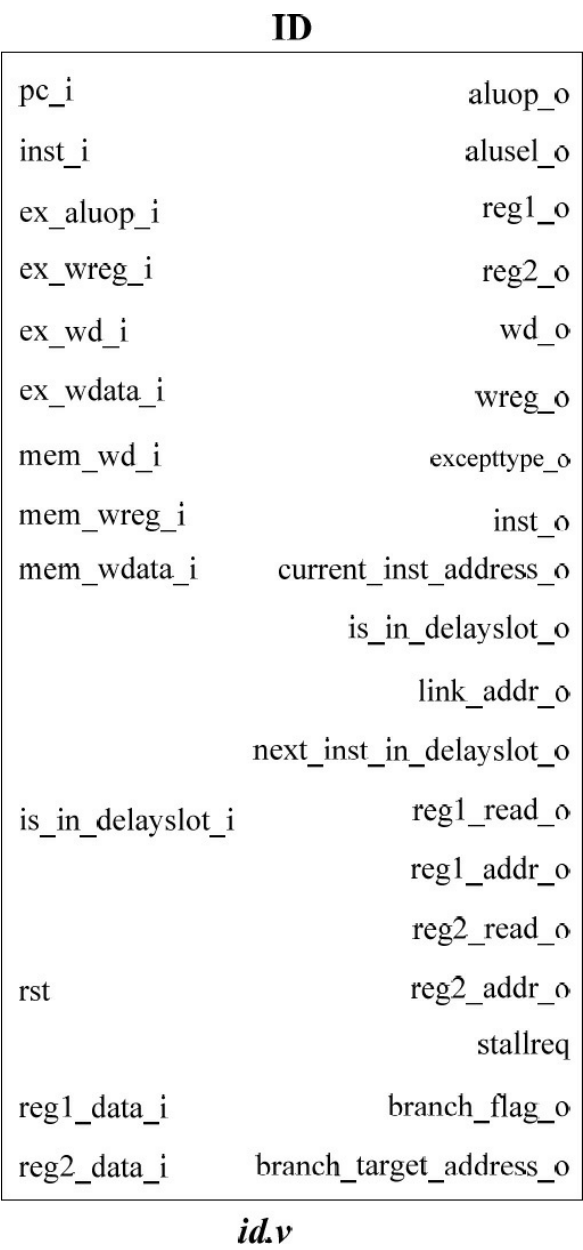 ID
pc_i aluop_o
inst_i alusel_o
ex_aluop_i reg1_o
ex_wreg_i reg2_o
ex_wd_i wd_o
ex_wdata_i wreg_o
mem_wd_i excepttype_o
mem_wreg_i inst_o
mem_wdata_i current_inst_address_o
is_in_delayslot_o
link_addr_o
next_inst_in_delayslot_o
is_in_delayslot_i reg1_read_o
reg1_addr_o
reg2_read_o
rst reg2_addr_o
stallreq
reg1_data_i branch_flag_o
reg2_data_i branch_target_address_o
id.v